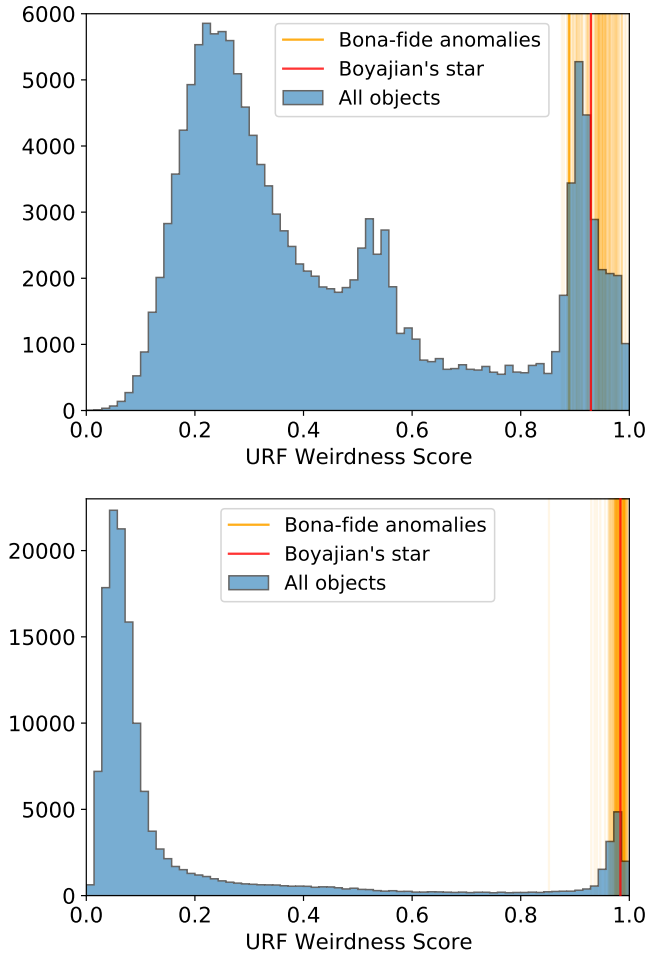 6000
5000
4000
3000
2000
1000
0
Bona-fide anomalies
Boyajian's star
All objects
0.0 0.2 0.4 0.6 0.8 1.0
URF Weirdness Score
20000
15000
10000
5000
0
Bona-fide anomalies
Boyajian's star
All objects
0.0 0.2 0.4 0.6 0.8 1.0
URF Weirdness Score